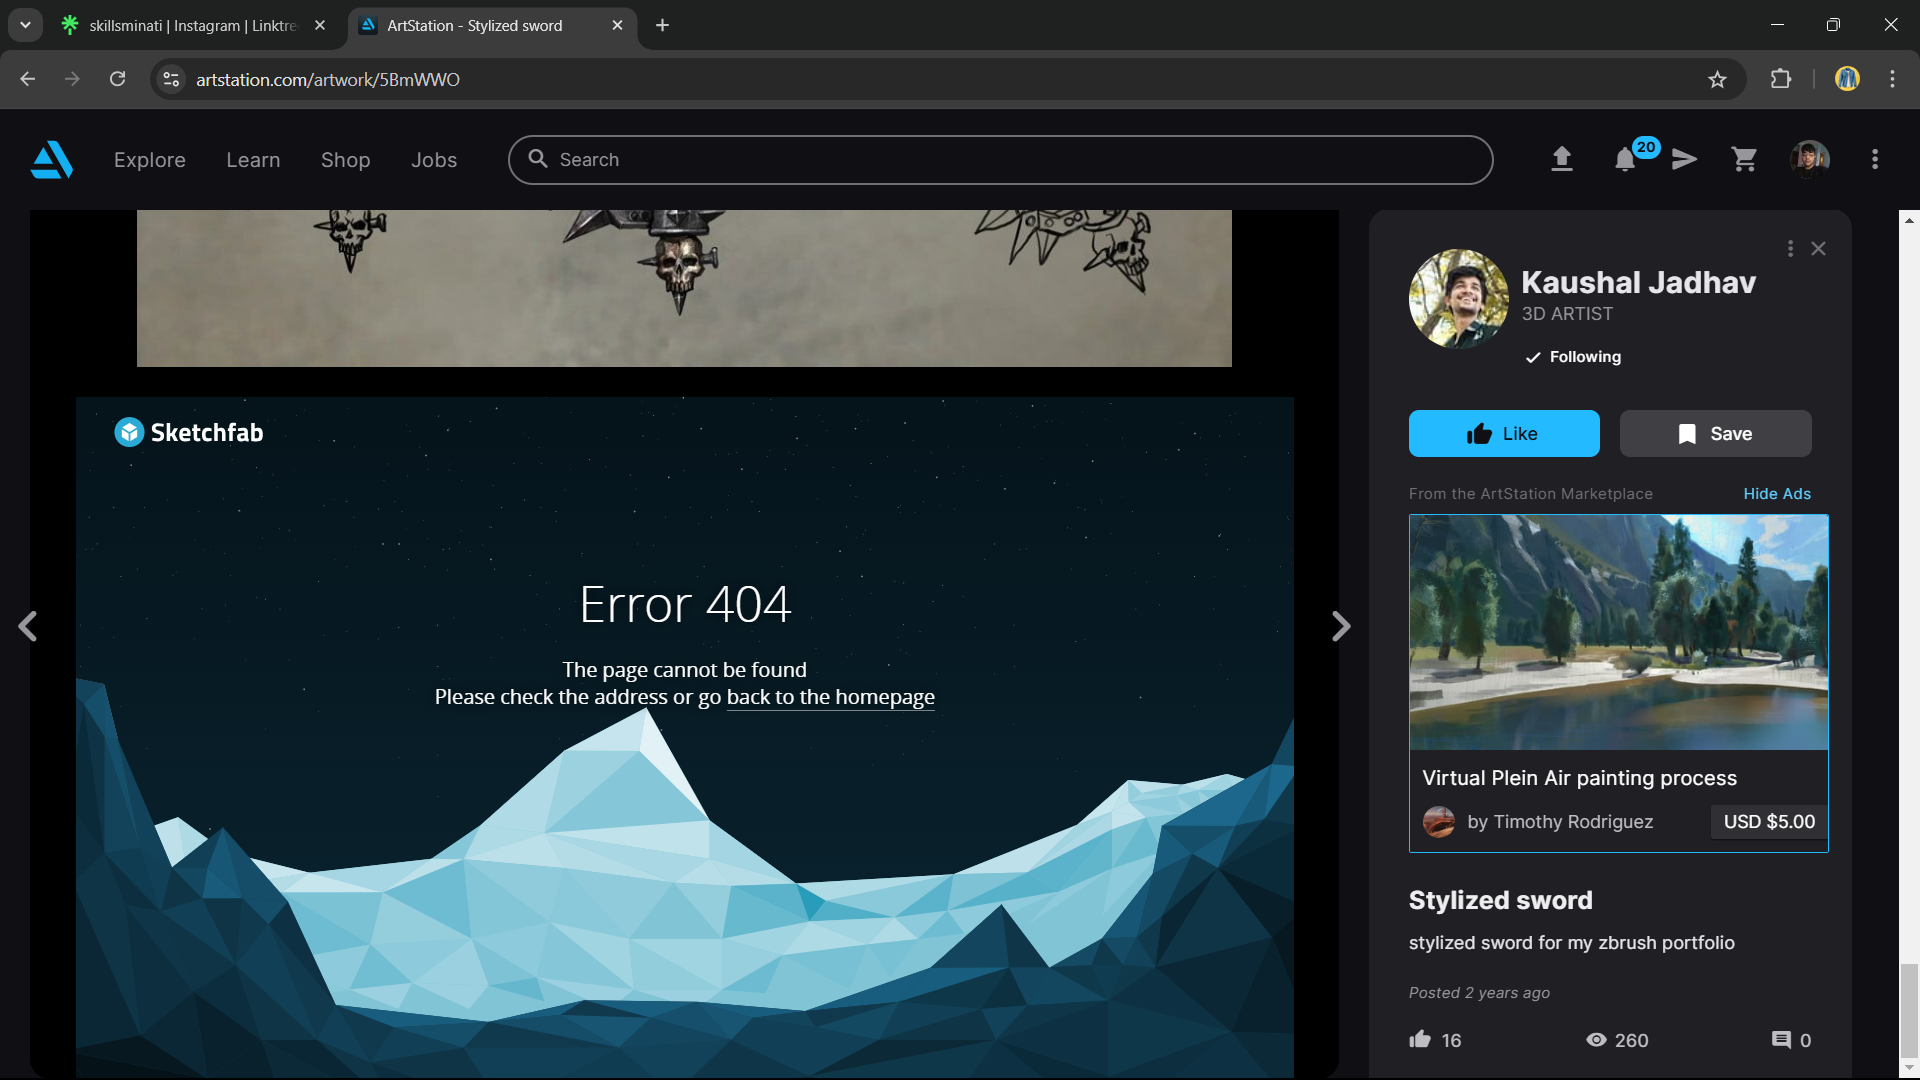 skillsminati | Instagram | Linktre
ArtStation - Stylized sword
artstation.com/artwork/5BmWWO
Explore
Learn
Shop
Jobs
Search
20
Kaushal Jadhav
3D ARTIST
Following
Like
Save
From the ArtStation Marketplace
Hide Ads
Sketchfab
Error 404
The page cannot be found
Please check the address or go back to the homepage
Virtual Plein Air painting process
by Timothy Rodriguez
USD $5.00
Stylized sword
stylized sword for my zbrush portfolio
Posted 2 years ago
16
260
0